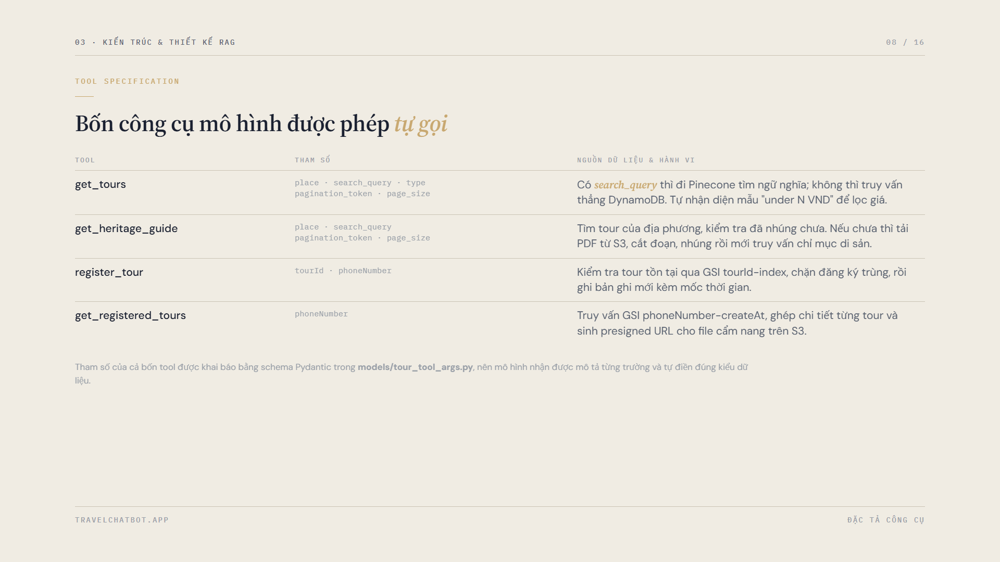 03 · KIẾN TRÚC & THIẾT KẾ RAG
08 / 16
TOOL SPECIFICATION
Bốn công cụ mô hình được phép tự gọi
TOOL
THAM SỐ
NGUỒN DỮ LIỆU & HÀNH VI
get_tours
place · search_query · type
pagination_token · page_size
Có search_query thì đi Pinecone tìm ngữ nghĩa; không thì truy vấn
thẳng DynamoDB. Tự nhận diện mẫu "under N VND" để lọc giá.
get_heritage_guide
place · search_query
pagination_token · page_size
Tìm tour của địa phương, kiểm tra đã nhúng chưa. Nếu chưa thì tải
PDF từ S3, cắt đoạn, nhúng rồi mới truy vấn chỉ mục di sản.
register_tour
tourId · phoneNumber
Kiểm tra tour tồn tại qua GSI tourId-index, chặn đăng ký trùng, rồi
ghi bản ghi mới kèm mốc thời gian.
get_registered_tours
phoneNumber
Truy vấn GSI phoneNumber-createAt, ghép chi tiết từng tour và
sinh presigned URL cho file cẩm nang trên S3.
Tham số của cả bốn tool được khai báo bằng schema Pydantic trong models/tour_tool_args.py, nên mô hình nhận được mô tả từng trường và tự điền đúng kiểu dữ
liệu.
TRAVELCHATBOT.APP
ĐẶC TẢ CÔNG CỤ